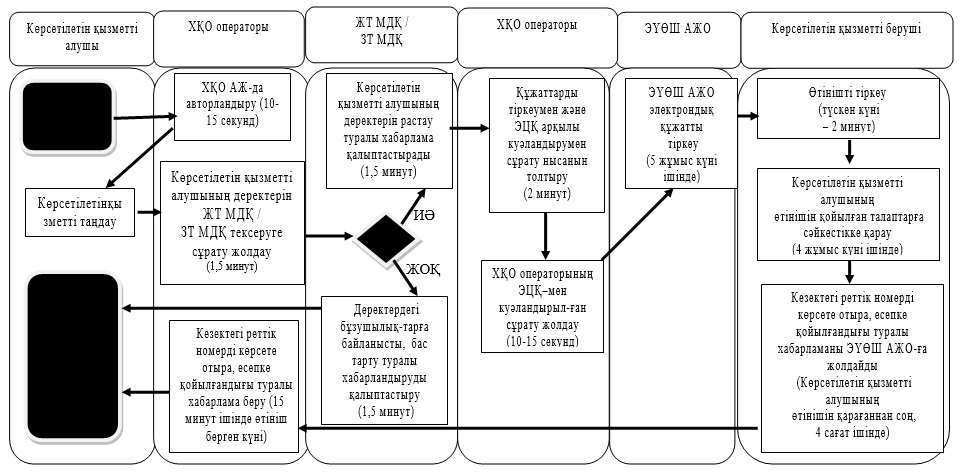 Көрсетілетін қызметті
алушы
ХҚО операторы
ЖТ МДҚ /
ЗТ МДҚ
ХҚО операторы
ЭҮӨШ АЖО
Көрсетілетін қызметті беруші
ХҚО АЖ-да
авторландыру (10-
15 секунд)
Көрсетілетінқы
зметті таңдау
Көрсетілетін қызметті
алушының деректерін
ЖТ МДҚ /
ЗТ МДҚ тексеруге
сұрату жолдау
(1,5 минут)
Көрсетілетін
қызметті алушының
деректерін растау
туралы хабарлама
қалыптастырады
(1,5 минут)
ИӘ
ЖОҚ
Деректердегі
бұзушылық-тарға
байланысты, бас
тарту туралы
хабарландыруды
қалыптастыру
(1,5 минут)
Құжаттарды
тіркеумен және
ЭЦҚ арқылы
куәландырумен
сұрату нысанын
толтыру
(2 минут)
ХҚО операторының
ЭЦҚ–мен
куәландырыл-ған
сұрату жолдау
(10-15 секунд)
ЭҮӨШ АЖО
электрондық
құжатты
тіркеу
(5 жұмыс күні
ішінде)
Өтінішті тіркеу
(түскен күні
– 2 минут)
Көрсетілетін қызметті
алушының
өтінішін қойылған талаптарға
сәйкестікке қарау
(4 жұмыс күні ішінде)
Кезектегі реттік номерді
көрсете отыра, есепке
қойылғандығы туралы
хабарламаны ЭҮӨШ АЖО-ға
жолдайды
(Көрсетілетін қызметті
алушының
өтінішін қарағаннан соң,
4 сағат ішінде)
Кезектегі реттік
номерді көрсете
отыра, есепке
қойылғандығы туралы
хабарлама беру (15
минут ішінде өтініш
берген күні)